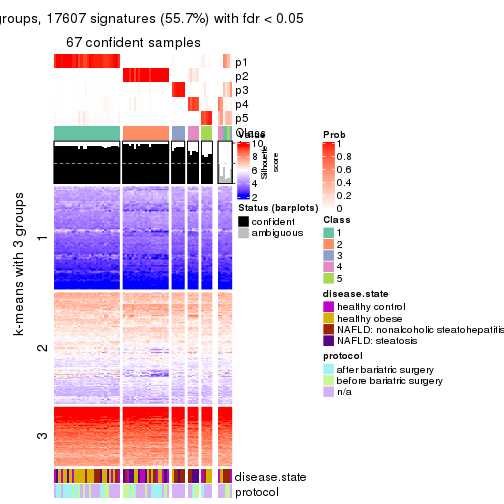 groups, 17607 signatures (55.7%) with fdr < 0.05
67 confident samples
p1
p2
p3
p4
p5
Class
Value
10
8
6
4
2
Silhouette
score
Prob
1
0.8
0.6
0.4
0.2
0
Status (barplots)
confident
ambiguous
Class
1
2
3
4
5
k-means with 3 groups
1
2
3
disease.state
healthy control
healthy obese
NAFLD: nonalcoholic steatohepatitis
NAFLD: steatosis
protocol
after bariatric surgery
before bariatric surgery
n/a
disease.state
protocol